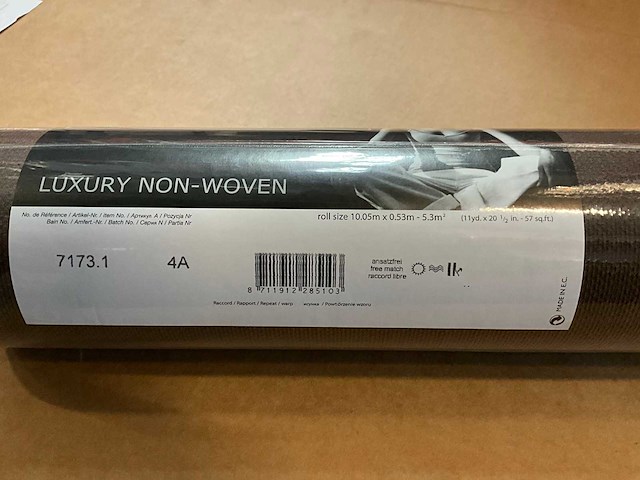 LUXURY NON-WOVEN
No. de Référence / Artikel-Nr. / Item No. / Артикул А / Pozycja Nr
Bain No. / Amfert.-Nr. / Batch No. / Серия N / Partia Nr
roll size 10.05m x 0.53m - 5.3m² (11yd. x 20 1/2 in. - 57 sq.ft.)
7173.1 4A
8 711912 285103
ansatzfrei
free match
raccord libre
Raccord / Rapport / Repeat / wzoru
MADE IN E.C.